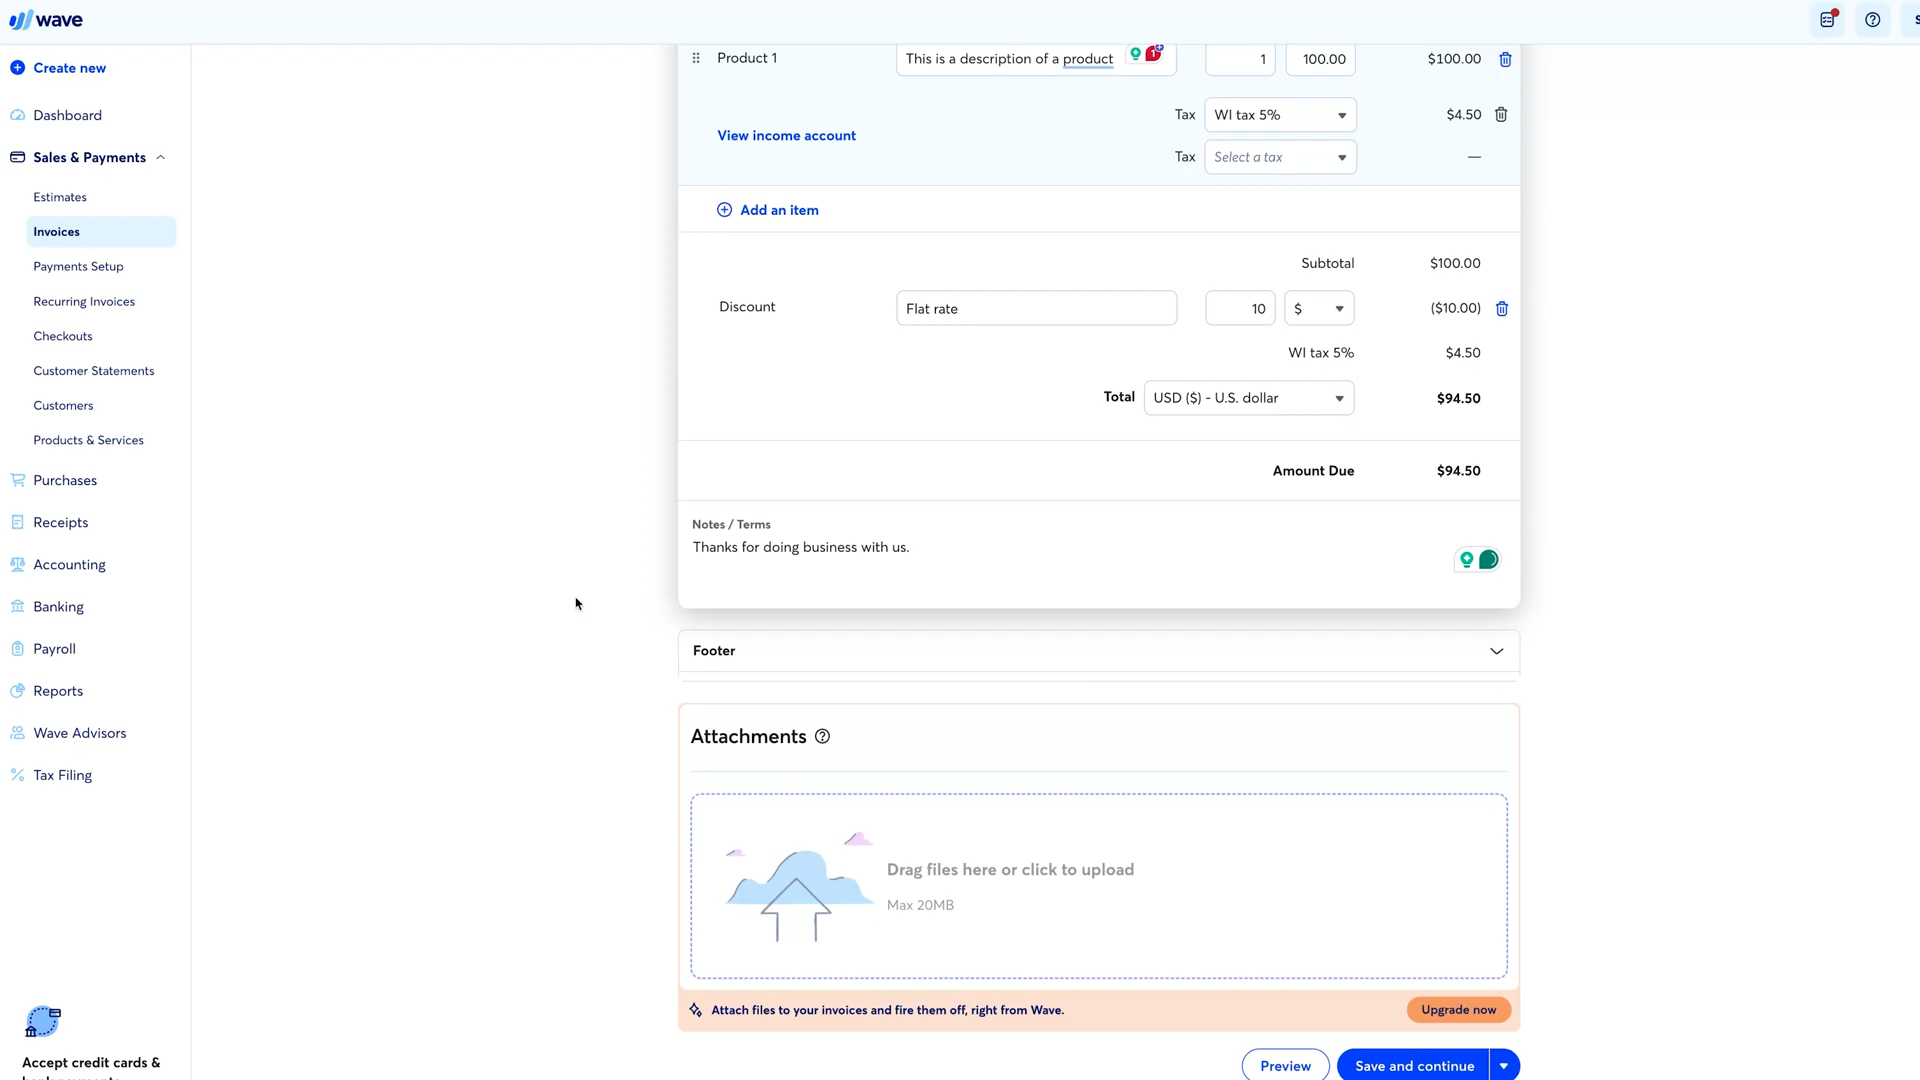 wave
Create new
Dashboard
Sales & Payments
Estimates
Invoices
Payments Setup
Recurring Invoices
Checkouts
Customer Statements
Customers
Products & Services
Purchases
Receipts
Accounting
Banking
Payroll
Reports
Wave Advisors
Tax Filing
Accept credit cards &
Product 1 This is a description of a product 1 1 100.00 $100.00
Tax WI tax 5% $4.50
View income account
Tax Select a tax —
Add an item
Subtotal $100.00
Discount Flat rate 10 $ ($10.00)
WI tax 5% $4.50
Total USD ($) - U.S. dollar $94.50
Amount Due $94.50
Notes / Terms
Thanks for doing business with us.
Footer
Attachments
Drag files here or click to upload
Max 20MB
Attach files to your invoices and fire them off, right from Wave. Upgrade now
Preview Save and continue